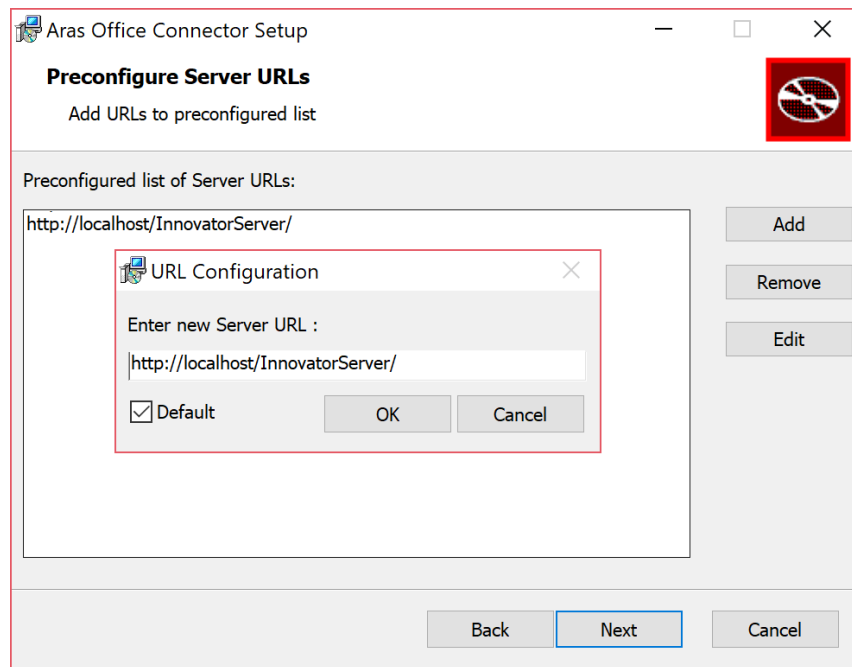 Aras Office Connector Setup
Preconfigure Server URLs
Add URLs to preconfigured list
Preconfigured list of Server URLs:
http://localhost/InnovatorServer/
Add
Remove
Edit
URL Configuration
Enter new Server URL :
http://localhost/InnovatorServer/
Default
OK
Cancel
Back
Next
Cancel